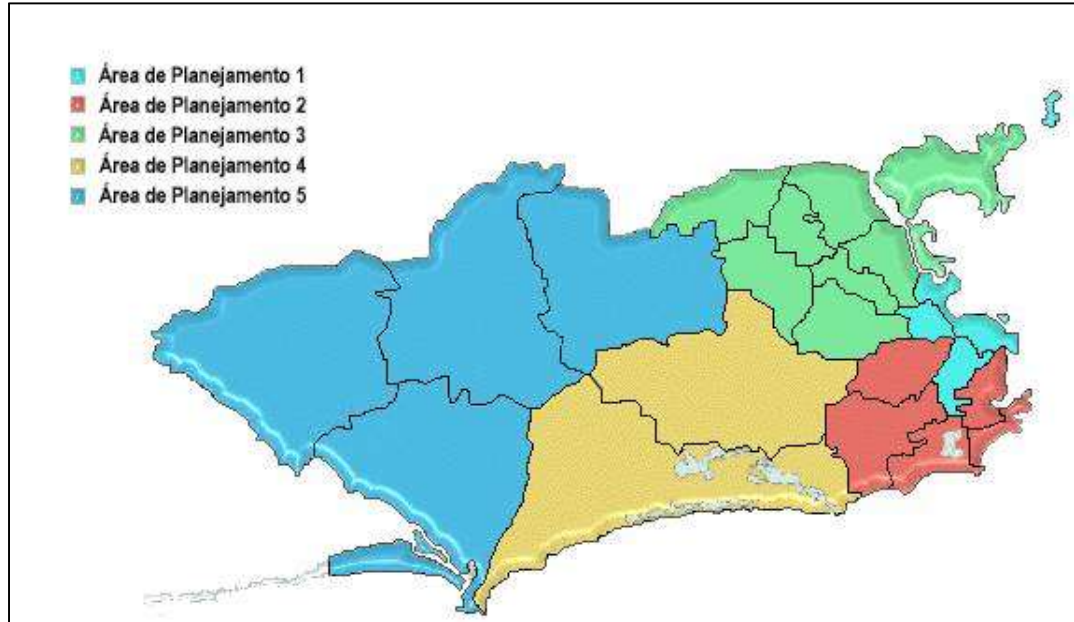 Área de Planejamento 1
Área de Planejamento 2
Área de Planejamento 3
Área de Planejamento 4
Área de Planejamento 5